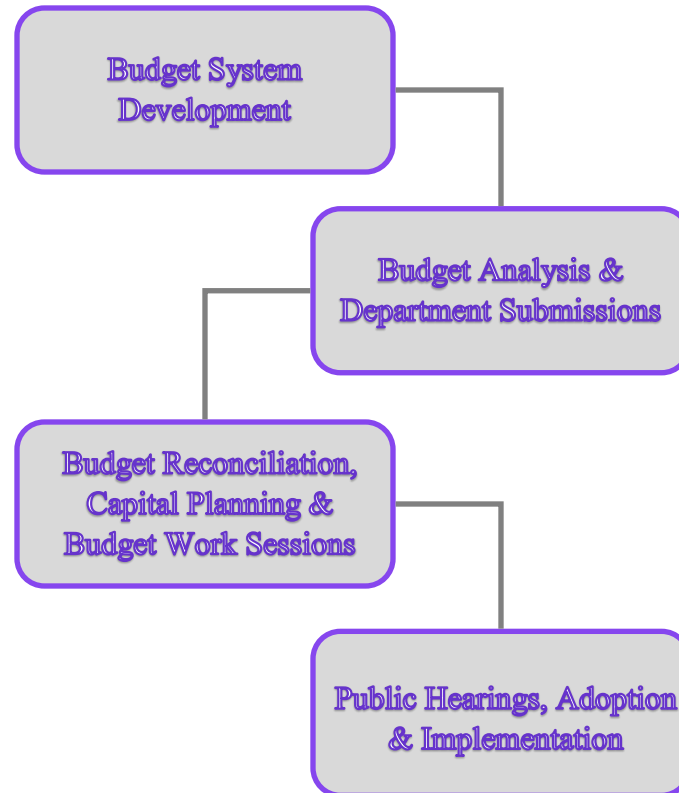 Budget System
Development
Budget Analysis &
Department Submissions
Budget Reconciliation,
Capital Planning &
Budget Work Sessions
Public Hearings, Adoption
& Implementation